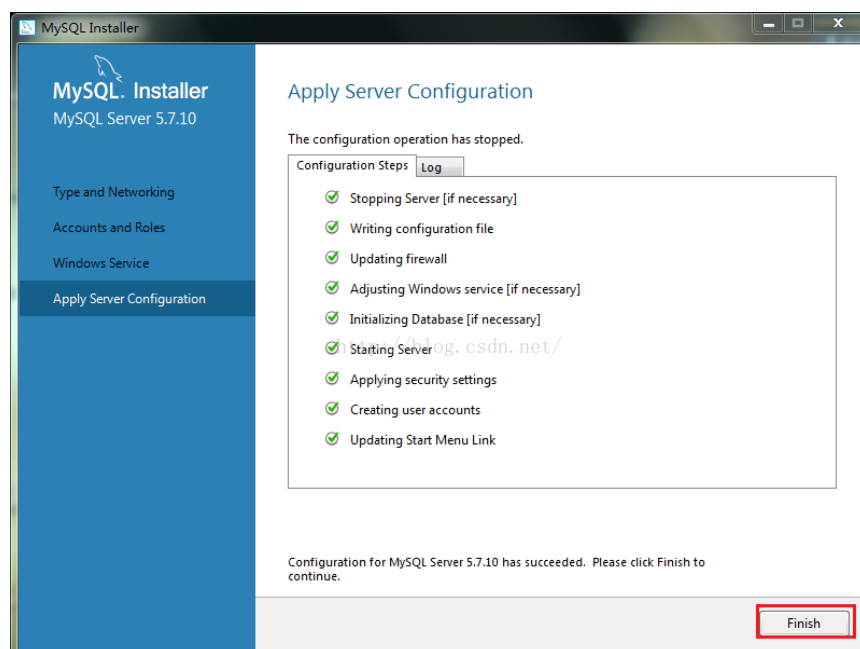 MySQL Installer
MySQL. Installer
MySQL Server 5.7.10
Type and Networking
Accounts and Roles
Windows Service
Apply Server Configuration
Apply Server Configuration
The configuration operation has stopped.
Configuration Steps Log
Stopping Server [if necessary]
Writing configuration file
Updating firewall
Adjusting Windows service [if necessary]
Initializing Database [if necessary]
Starting Server
http://blog.csdn.net/
Applying security settings
Creating user accounts
Updating Start Menu Link
Configuration for MySQL Server 5.7.10 has succeeded. Please click Finish to
continue.
Finish